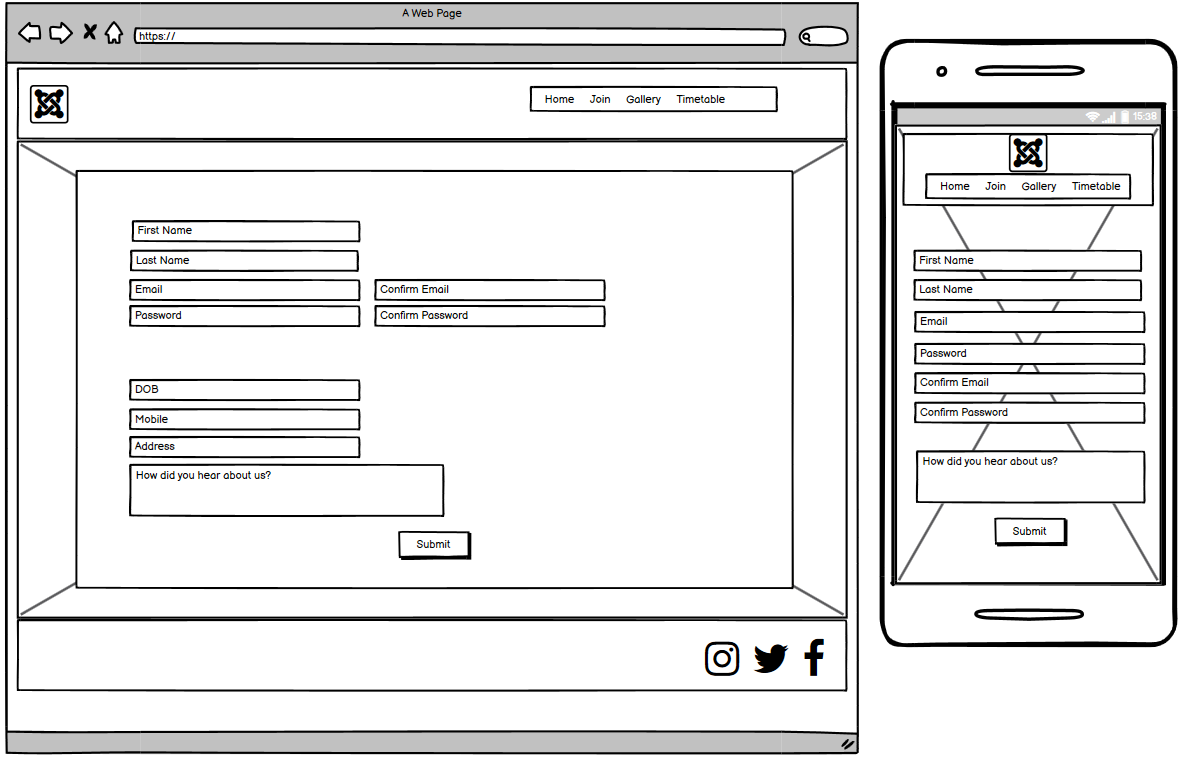 A Web Page
https://
Home Join Gallery Timetable
First Name
Last Name
Email Confirm Email
Password Confirm Password
DOB
Mobile
Address
How did you hear about us?
Submit
15:38
Home Join Gallery Timetable
First Name
Last Name
Email
Password
Confirm Email
Confirm Password
How did you hear about us?
Submit